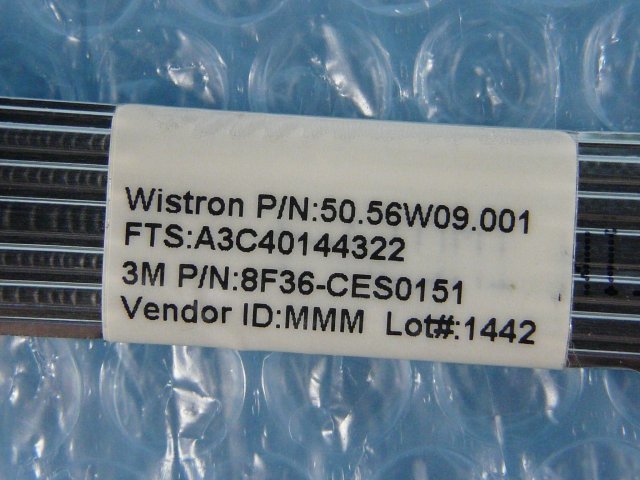 Wistron P/N:50.56W09.001
FTS:A3C40144322
3M P/N:8F36-CES0151
Vendor ID:MMM Lot#:1442